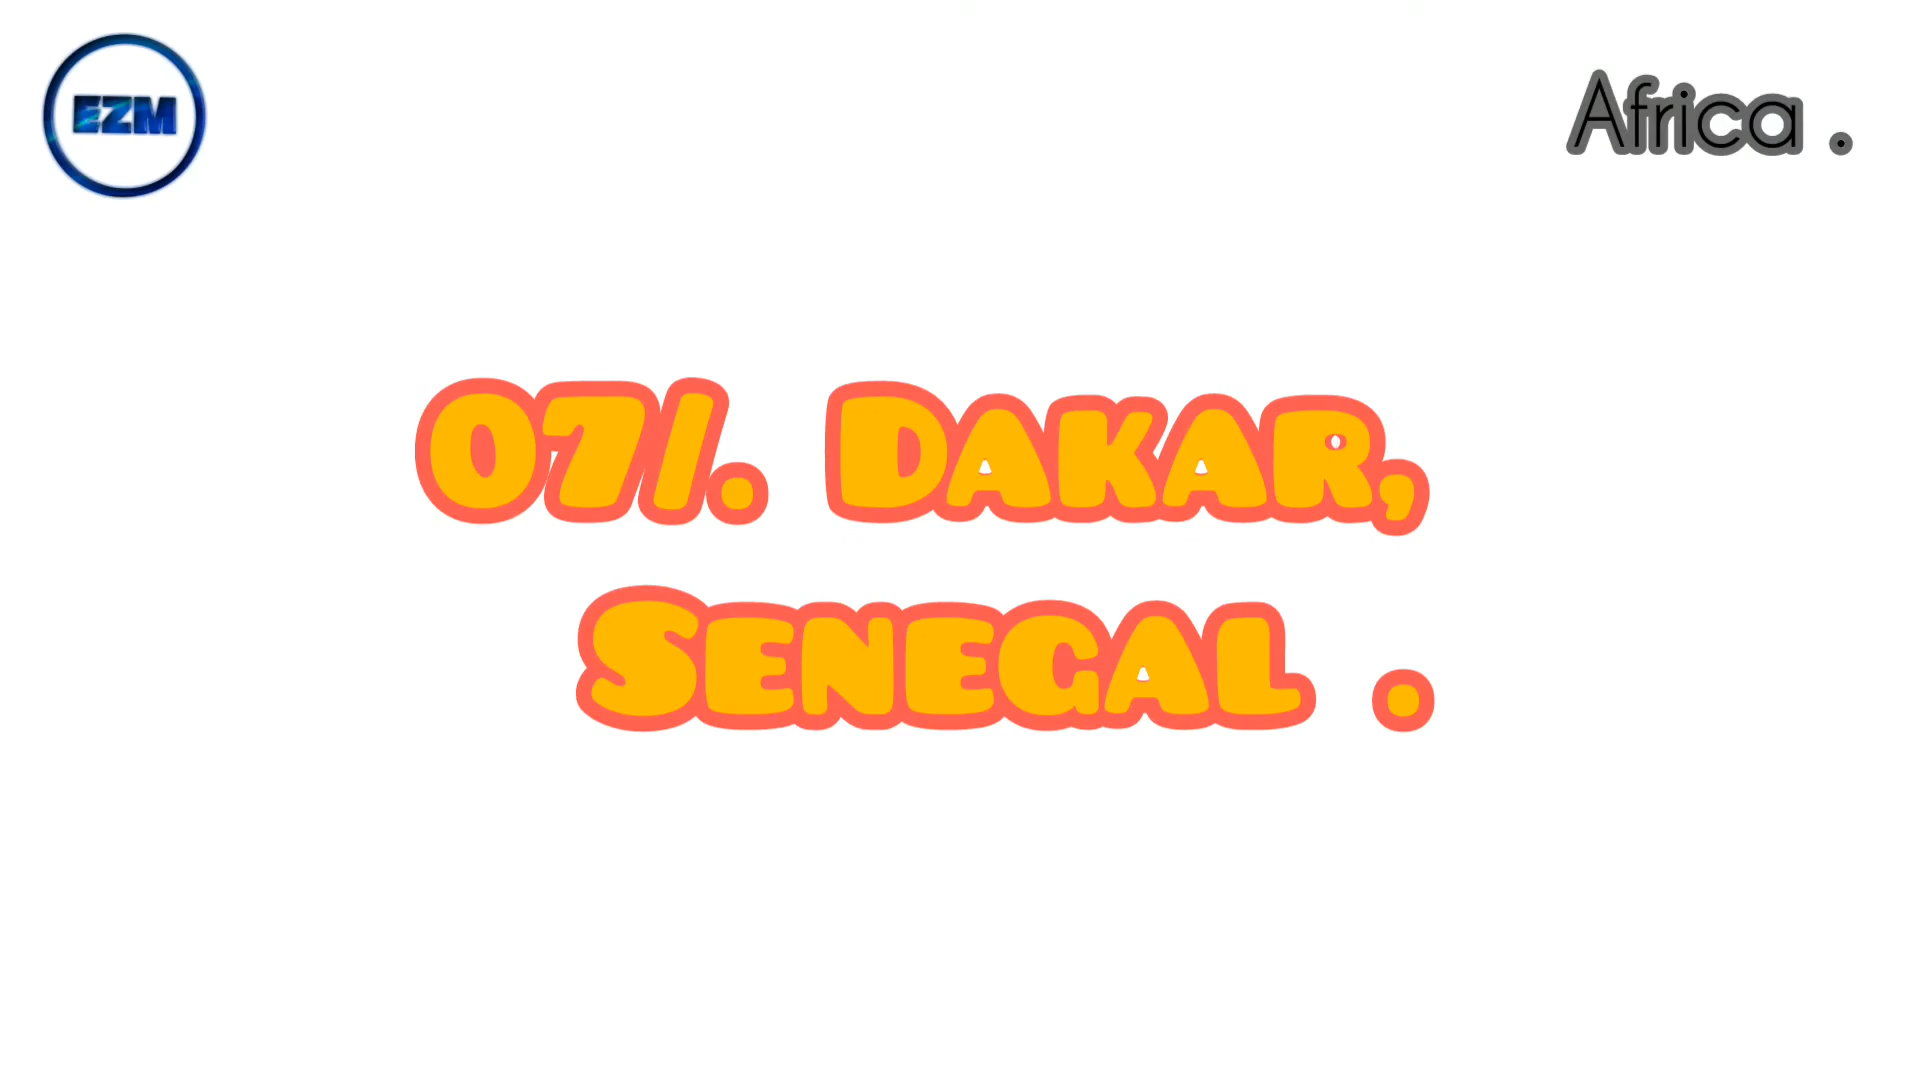 EZM
Africa .
07/. Dakar,
Senegal .